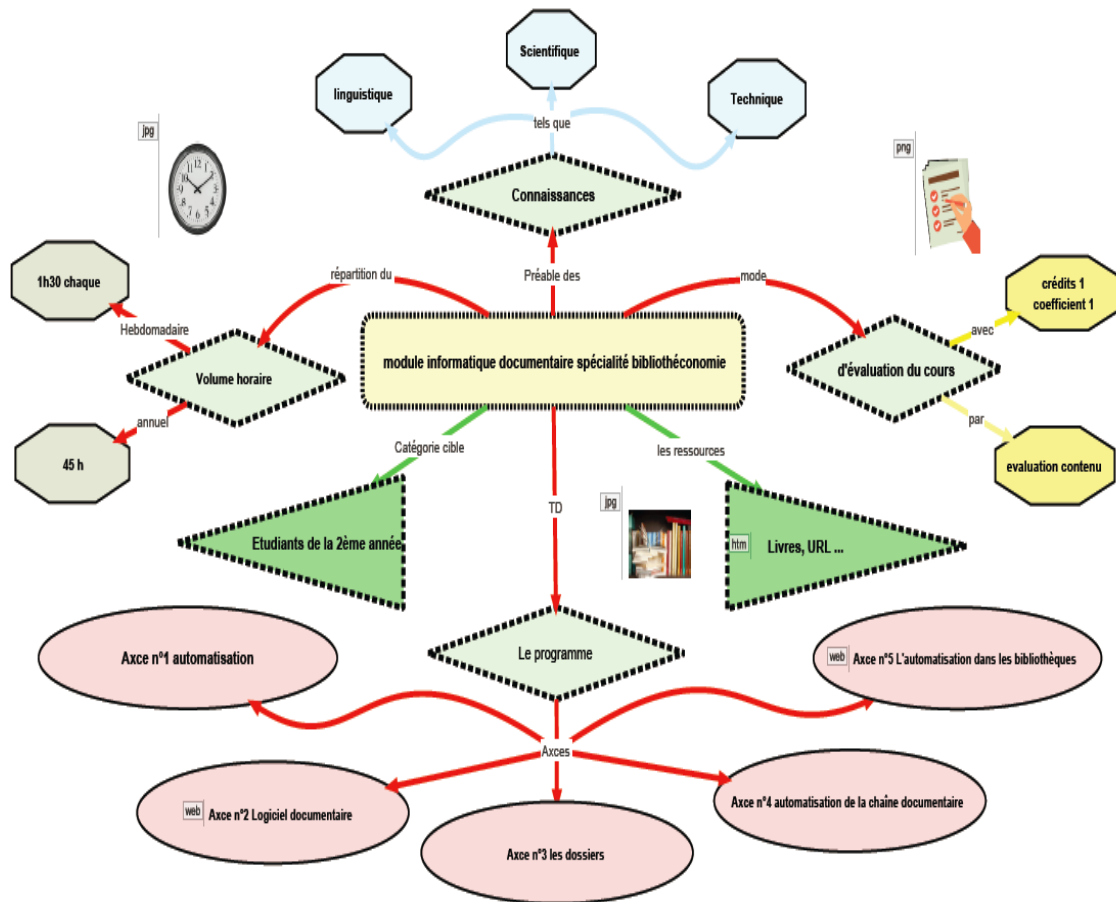 Scientifique
linguistique
Technique
tels que
jpg
png
Connaissances
1h30 chaque
répartition du
Préable des
mode
crédits 1
coefficient 1
Hebdomadaire
avec
module informatique documentaire spécialité bibliothéconomie
Volume horaire
d'évaluation du cours
annuel
par
Catégorie cible
les ressources
45 h
evaluation contenu
TD
jpg
Etudiants de la 2ème année
htm
Livres, URL ...
Axce n°1 automatisation
Le programme
web
Axce n°5 L'automatisation dans les bibliothèques
Axces
web
Axce n°2 Logiciel documentaire
Axce n°4 automatisation de la chaîne documentaire
Axce n°3 les dossiers